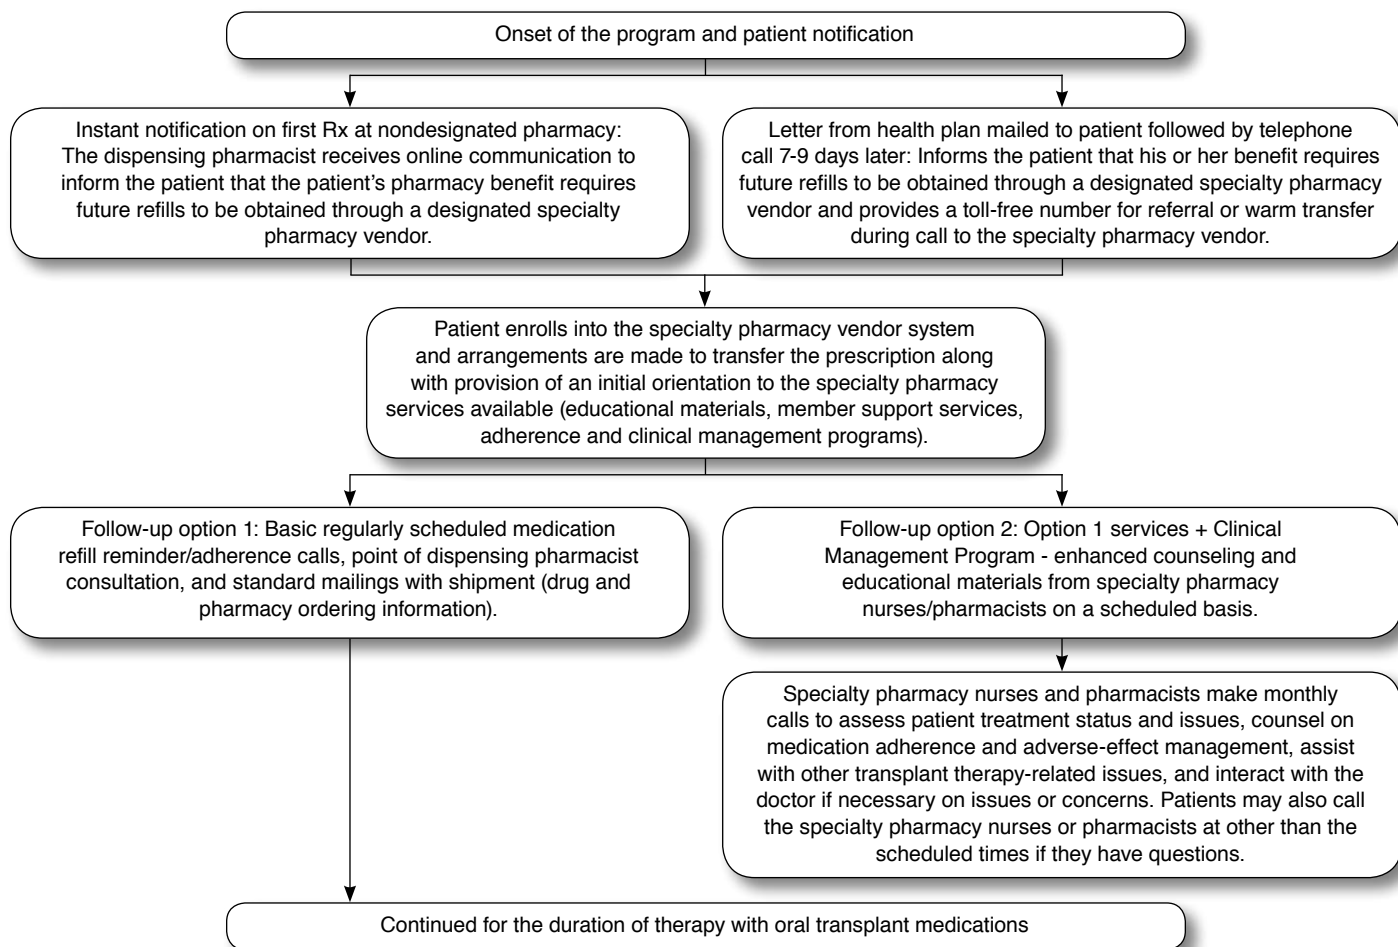 Onset of the program and patient notification
Instant notification on first Rx at nondesignated pharmacy:
The dispensing pharmacist receives online communication to
inform the patient that the patient’s pharmacy benefit requires
future refills to be obtained through a designated specialty
pharmacy vendor.
Letter from health plan mailed to patient followed by telephone
call 7-9 days later: Informs the patient that his or her benefit requires
future refills to be obtained through a designated specialty pharmacy
vendor and provides a toll-free number for referral or warm transfer
during call to the specialty pharmacy vendor.
Patient enrolls into the specialty pharmacy vendor system
and arrangements are made to transfer the prescription along
with provision of an initial orientation to the specialty pharmacy
services available (educational materials, member support services,
adherence and clinical management programs).
Follow-up option 1: Basic regularly scheduled medication
refill reminder/adherence calls, point of dispensing pharmacist
consultation, and standard mailings with shipment (drug and
pharmacy ordering information).
Follow-up option 2: Option 1 services + Clinical
Management Program - enhanced counseling and
educational materials from specialty pharmacy
nurses/pharmacists on a scheduled basis.
Specialty pharmacy nurses and pharmacists make monthly
calls to assess patient treatment status and issues, counsel on
medication adherence and adverse-effect management, assist
with other transplant therapy-related issues, and interact with the
doctor if necessary on issues or concerns. Patients may also call
the specialty pharmacy nurses or pharmacists at other than the
scheduled times if they have questions.
Continued for the duration of therapy with oral transplant medications